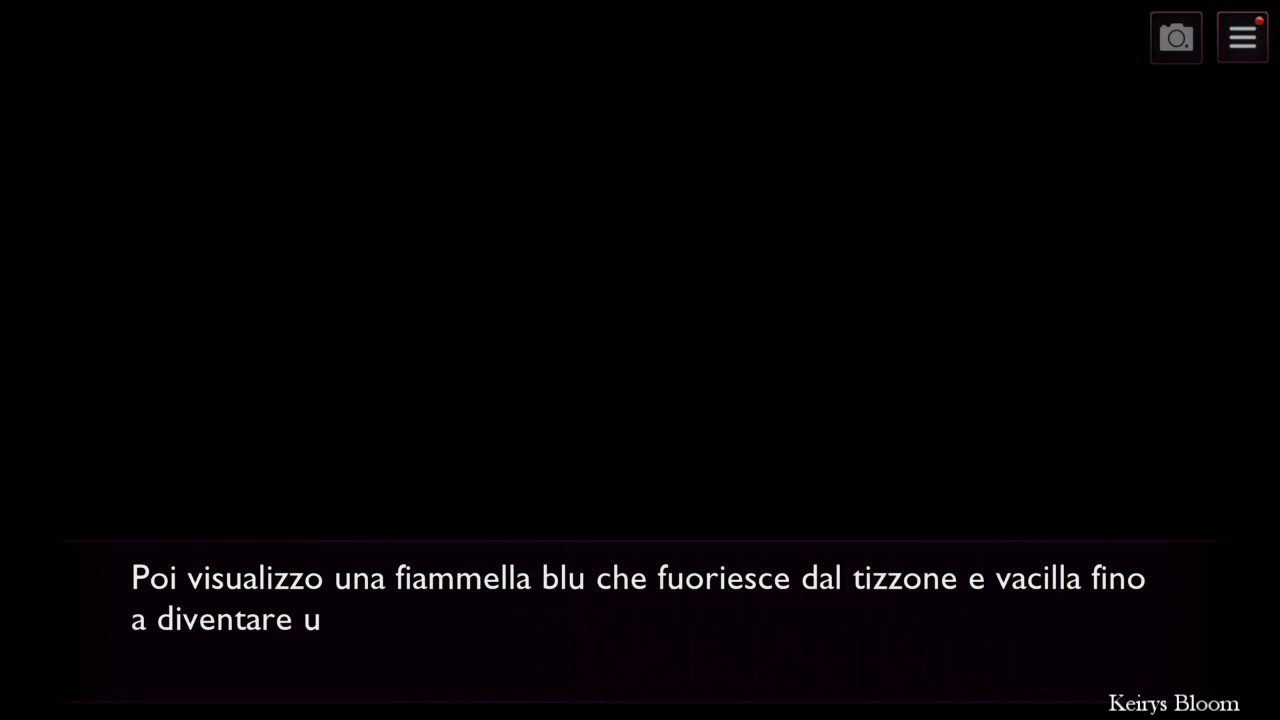 Poi visualizzo una fiammella blu che fuoriesce dal tizzone e vacilla fino
a diventare u
Keirys Bloom